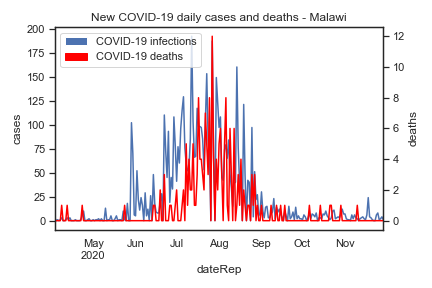 New COVID-19 daily cases and deaths - Malawi
COVID-19 infections
COVID-19 deaths
200
175
150
125
100
75
50
25
0
cases
12
10
8
6
4
2
0
deaths
May Jun Jul Aug Sep Oct Nov
2020
dateRep